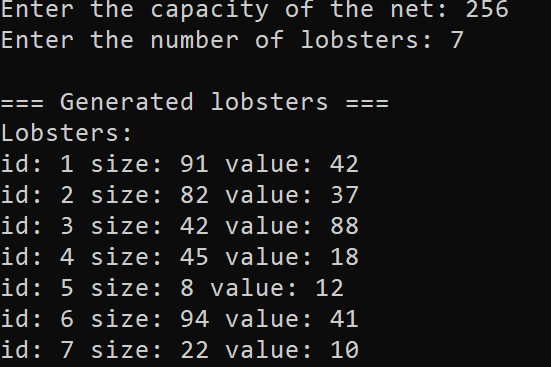 Enter the capacity of the net: 256
Enter the number of lobsters: 7
=== Generated lobsters ===
Lobsters:
id: 1 size: 91 value: 42
id: 2 size: 82 value: 37
id: 3 size: 42 value: 88
id: 4 size: 45 value: 18
id: 5 size: 8 value: 12
id: 6 size: 94 value: 41
id: 7 size: 22 value: 10